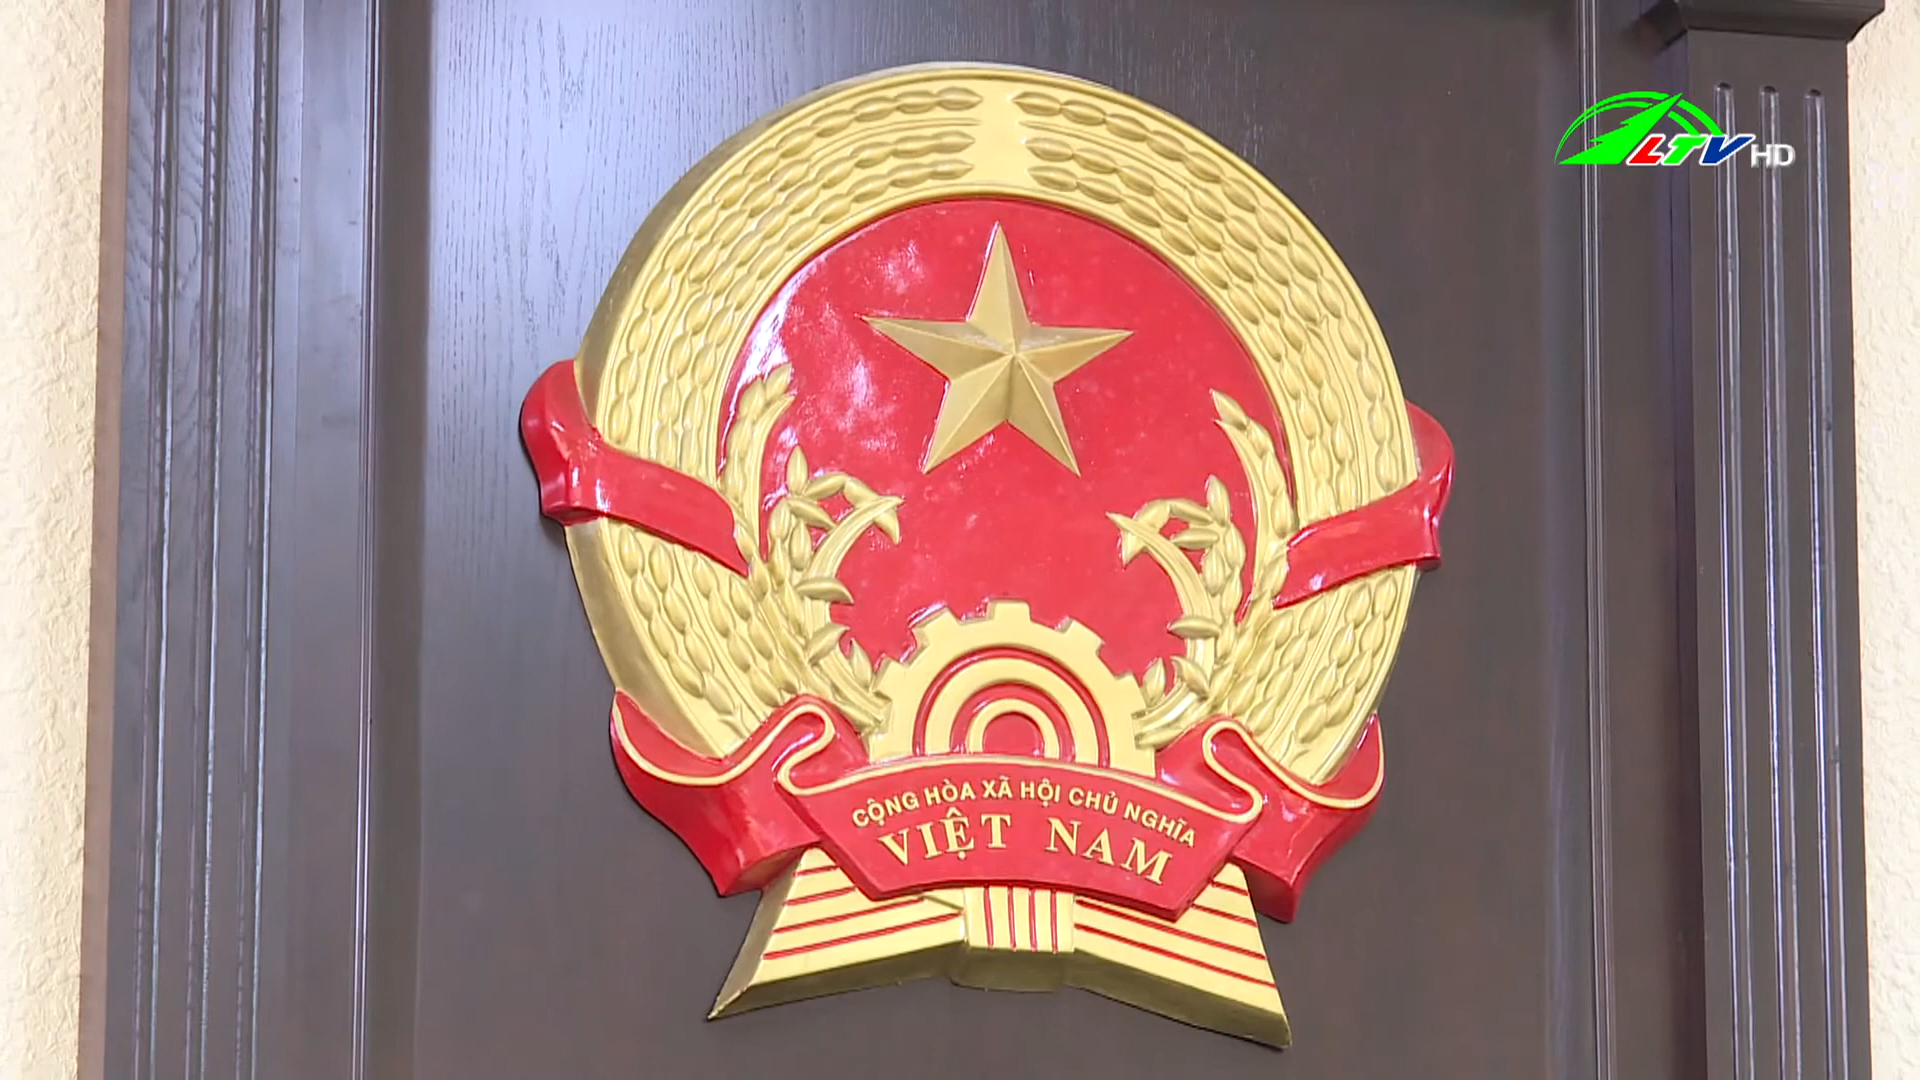 LTV HD
CỘNG HÒA XÃ HỘI CHỦ NGHĨA
VIỆT NAM